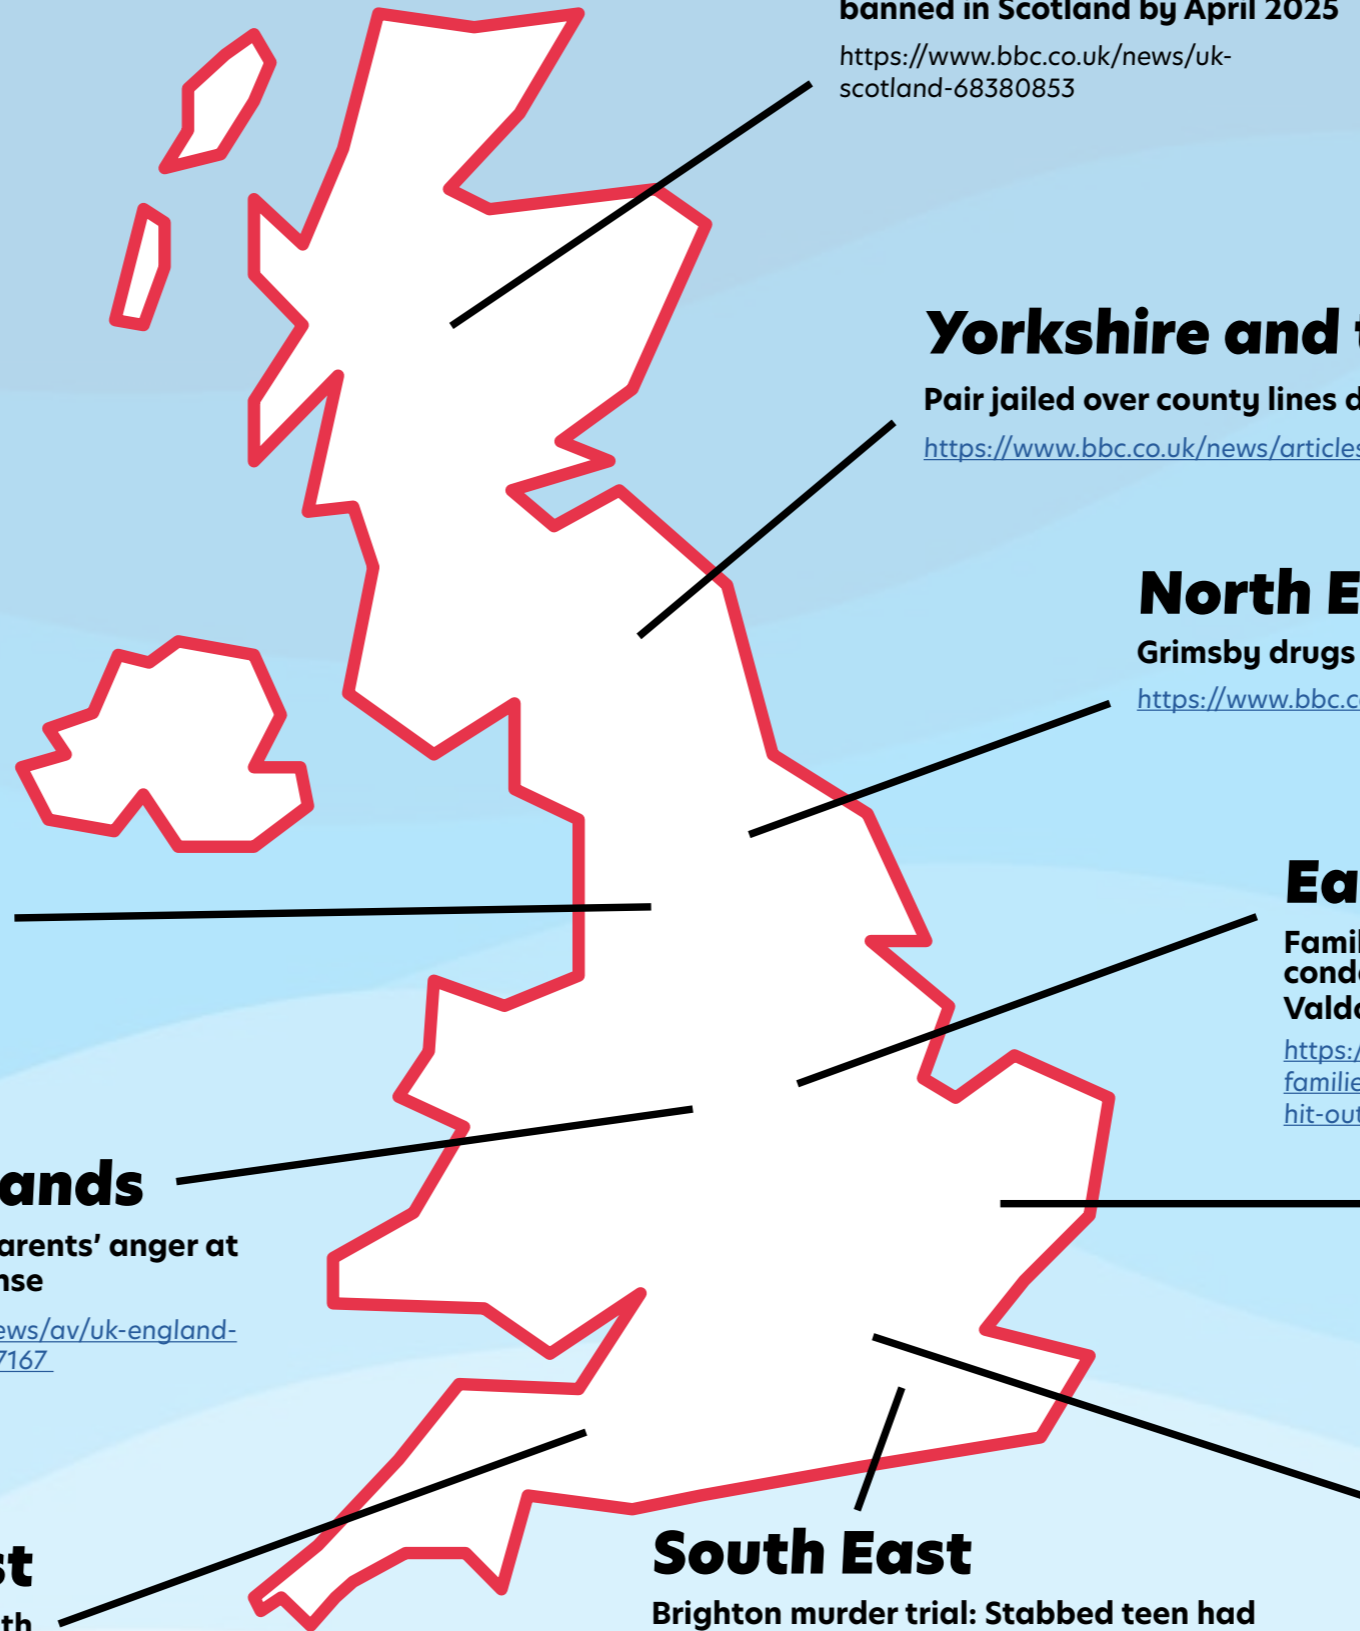 banned in Scotland by April 2025
https://www.bbc.co.uk/news/uk-
scotland-68380853
Yorkshire and
Pair jailed over county lines
https://www.bbc.co.uk/news/articles
North E
Grimsby drugs
https://www.bbc.c
Ea
Famil
cond
Vald
https:/
familie
hit-out
ands
arents’ anger at
nse
ews/av/uk-england-
7167
st
th
South East
Brighton murder trial: Stabbed teen had